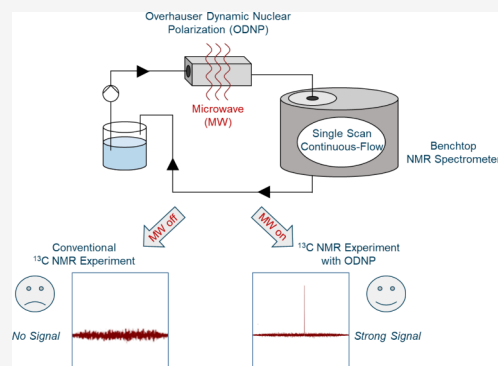 Overhauser Dynamic Nuclear
Polarization (ODNP)
Microwave
(MW)
Single Scan
Continuous-Flow
Benchtop
NMR Spectrometer
MW off
MW on
Conventional
¹³C NMR Experiment
¹³C NMR Experiment
with ODNP
No Signal
Strong Signal